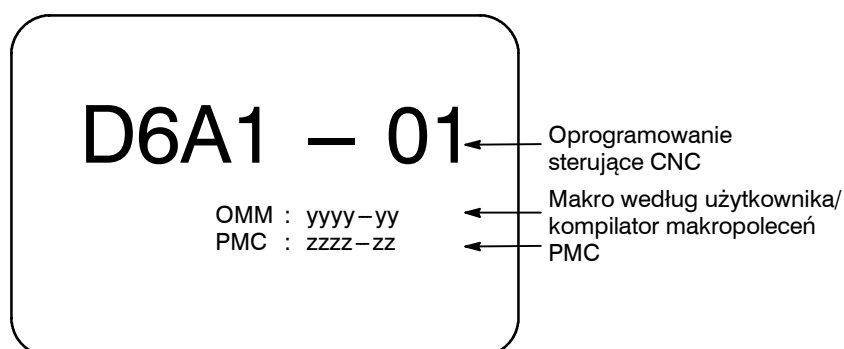 D6A1 – 01
OMM : yyyy–yy
PMC : zzzz–zz
Oprogramowanie
sterujące CNC
Makro według użytkownika/
kompilator makropoleceń
PMC